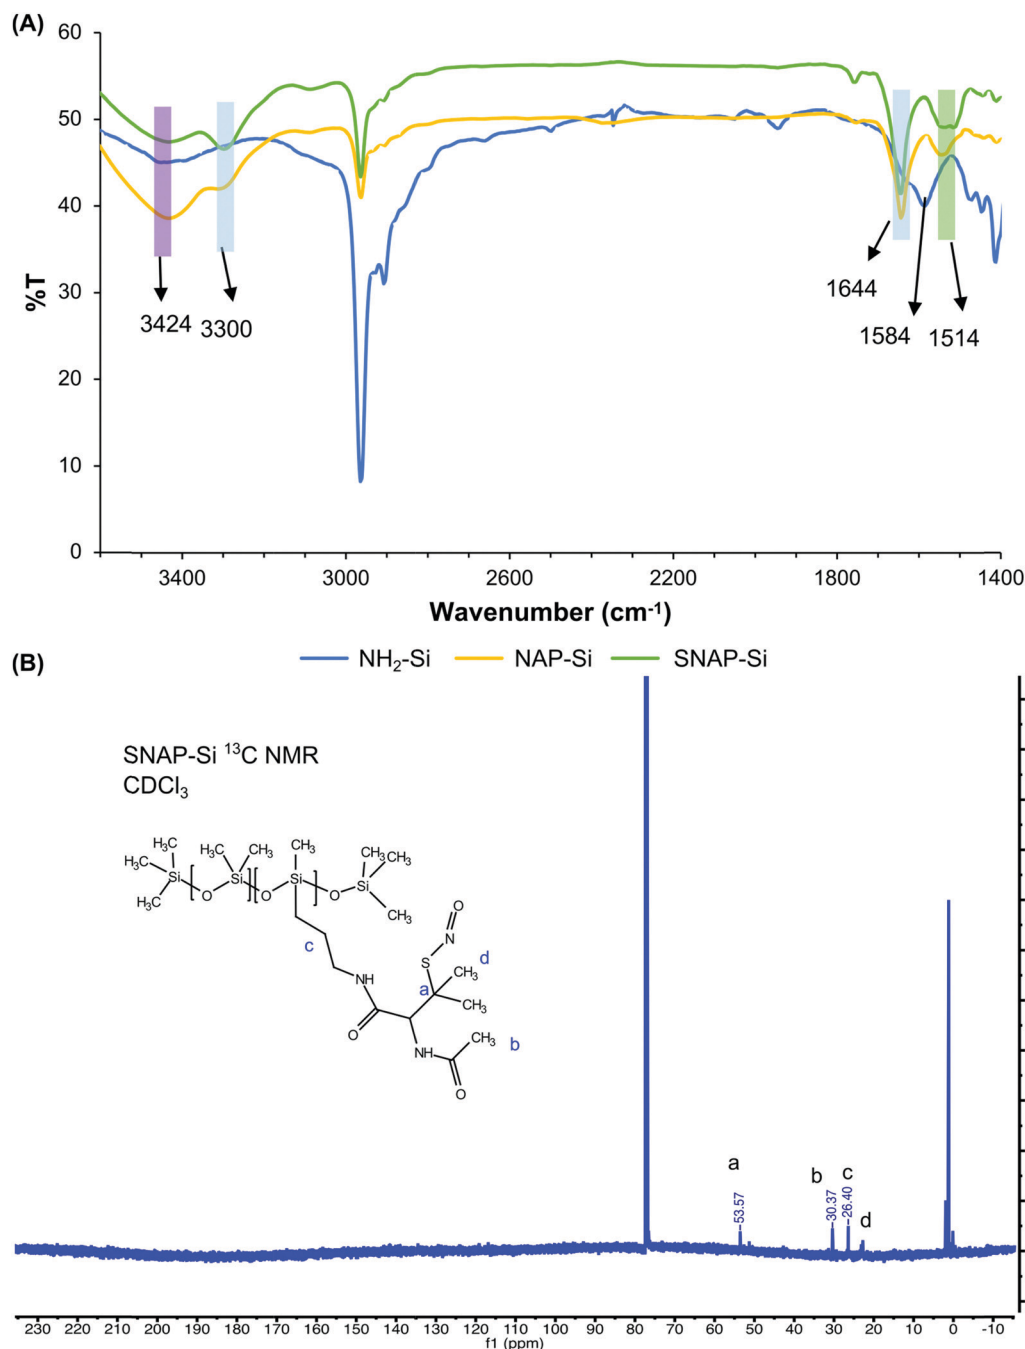 (A)
60
50
40
30
20
10
0
%T
3424
3300
1644
1584
1514
3400
3000
2600
2200
1800
1400
Wavenumber (cm⁻¹)
(B)
NH₂-Si
NAP-Si
SNAP-Si
SNAP-Si ¹³C NMR
CDCl₃
H₃C
CH₃
H₃C
CH₃
CH₃
CH₃
CH₃
H₃C
Si
Si
Si
Si
CH₃
O
O
O
CH₃
c
O
N
S
d
CH₃
NH
a
CH₃
O
CH₃
b
NH
O
a
b
c
d
53.57
30.37
26.40
230 220 210 200 190 180 170 160 150 140 130 120 110 100 90 80 70 60 50 40 30 20 10 0 -10
f1 (ppm)